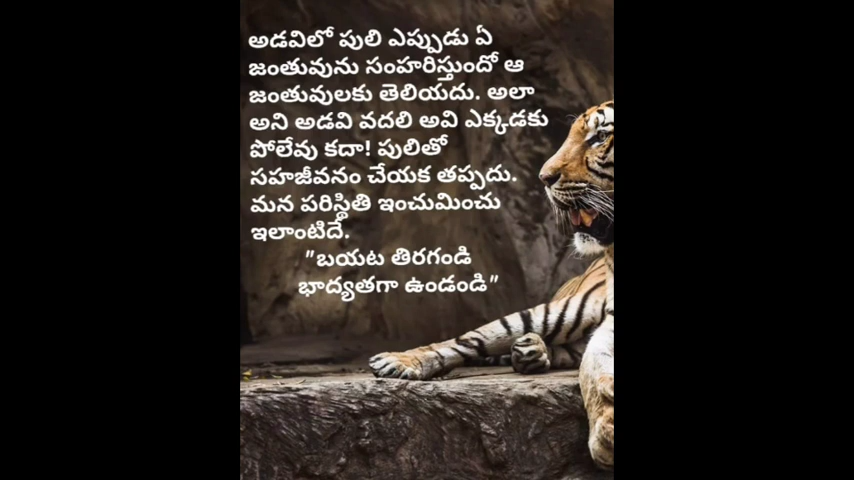 అడవిలో పులి ఎప్పుడు ఏ
జంతువును సంహరిస్తుందో ఆ
జంతువులకు తెలియదు. అలా
అని అడవి వదలి అవి ఎక్కడకు
పోలేవు కదా! పులితో
సహజీవనం చేయక తప్పదు.
మన పరిస్థితి ఇంచుమించు
ఇలాంటిదే.
"బయట తిరగండి
భాద్యతగా ఉండండి"